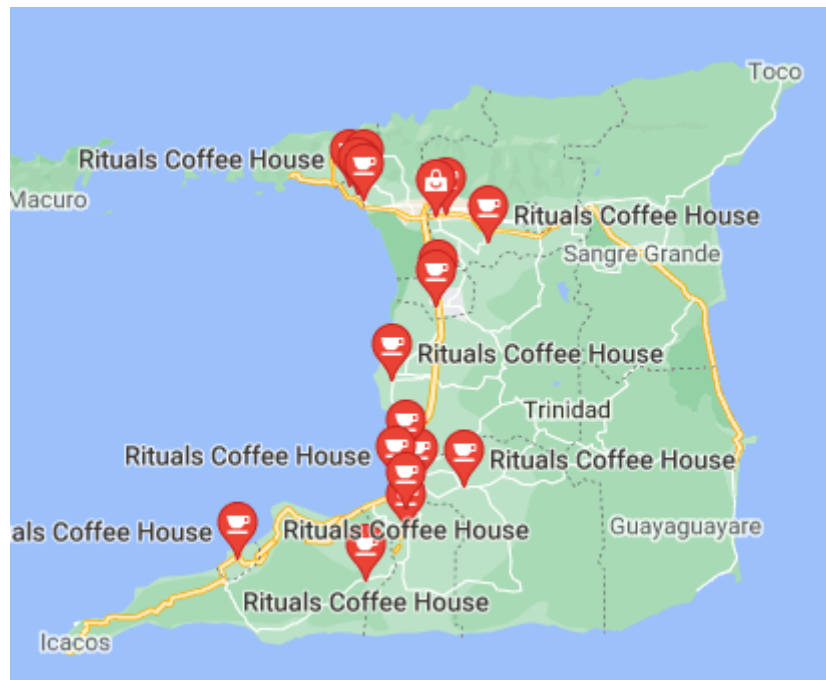 Toco
Rituals Coffee House
Macuro
Rituals Coffee House
Sangre Grande
Rituals Coffee House
Trinidad
Rituals Coffee House
Rituals Coffee House
Guayaguayare
als Coffee House
Rituals Coffee House
Rituals Coffee House
Icacos